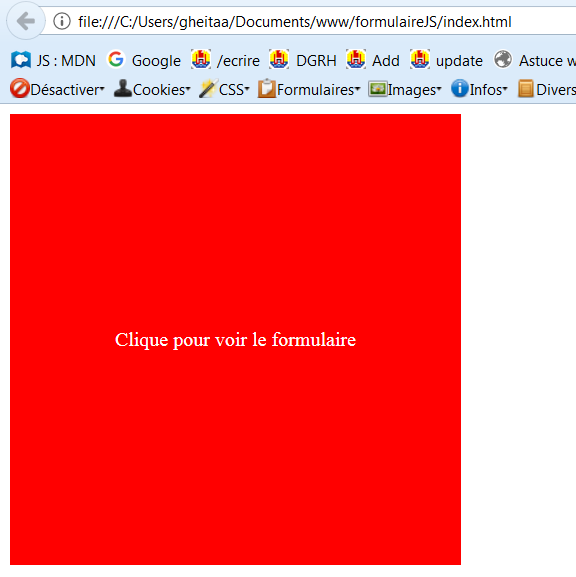 file:///C:/Users/gheitaa/Documents/www/formulaireJS/index.html
JS : MDN Google /ecrire DGRH Add update Astuce w
Désactiver Cookies CSS Formulaires Images Infos Divers
Clique pour voir le formulaire